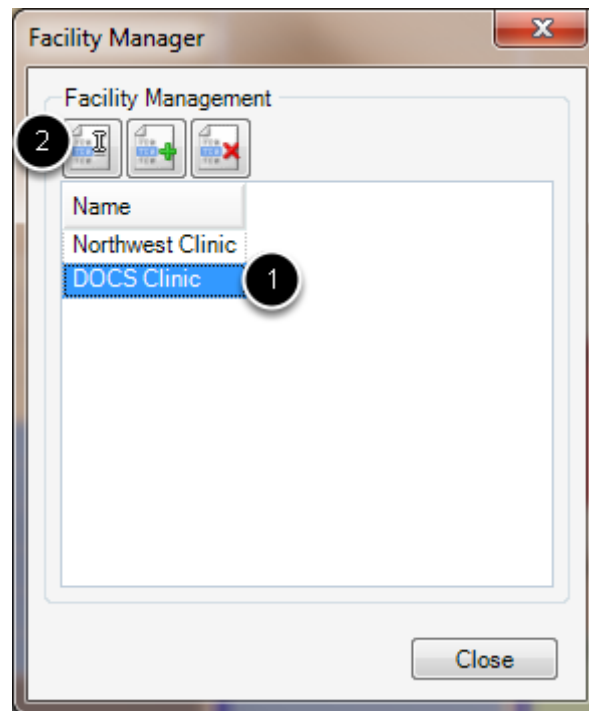 Facility Manager
Facility Management
2
Name
Northwest Clinic
DOCS Clinic 1
Close